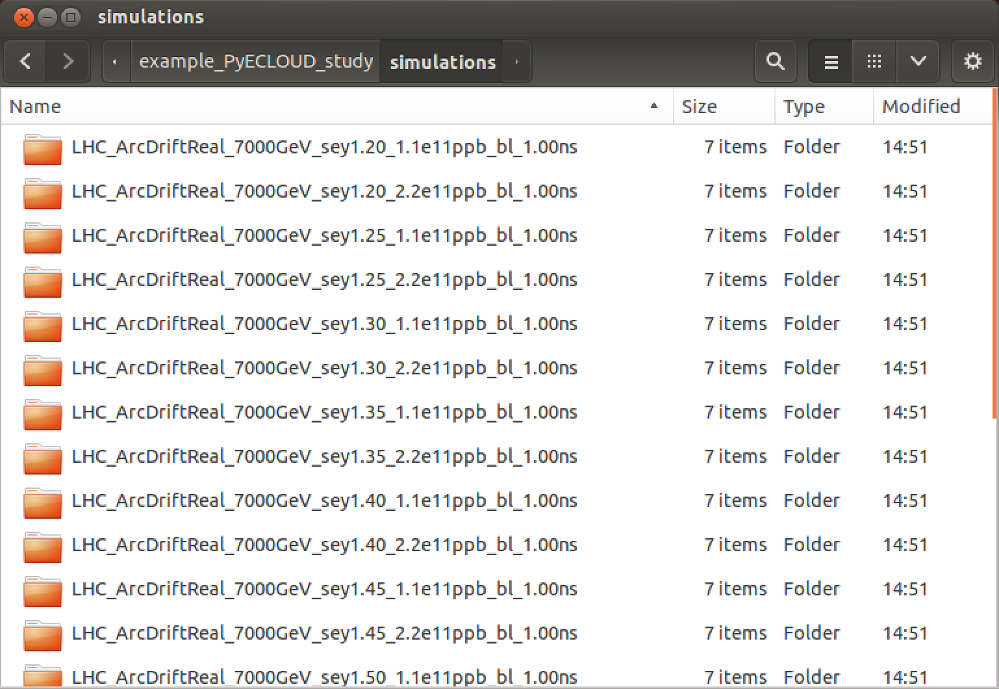 simulations
example_PyECLOUD_study simulations
Name Size Type Modified
LHC_ArcDriftReal_7000GeV_sey1.20_1.1e11ppb_bl_1.00ns 7 items Folder 14:51
LHC_ArcDriftReal_7000GeV_sey1.20_2.2e11ppb_bl_1.00ns 7 items Folder 14:51
LHC_ArcDriftReal_7000GeV_sey1.25_1.1e11ppb_bl_1.00ns 7 items Folder 14:51
LHC_ArcDriftReal_7000GeV_sey1.25_2.2e11ppb_bl_1.00ns 7 items Folder 14:51
LHC_ArcDriftReal_7000GeV_sey1.30_1.1e11ppb_bl_1.00ns 7 items Folder 14:51
LHC_ArcDriftReal_7000GeV_sey1.30_2.2e11ppb_bl_1.00ns 7 items Folder 14:51
LHC_ArcDriftReal_7000GeV_sey1.35_1.1e11ppb_bl_1.00ns 7 items Folder 14:51
LHC_ArcDriftReal_7000GeV_sey1.35_2.2e11ppb_bl_1.00ns 7 items Folder 14:51
LHC_ArcDriftReal_7000GeV_sey1.40_1.1e11ppb_bl_1.00ns 7 items Folder 14:51
LHC_ArcDriftReal_7000GeV_sey1.40_2.2e11ppb_bl_1.00ns 7 items Folder 14:51
LHC_ArcDriftReal_7000GeV_sey1.45_1.1e11ppb_bl_1.00ns 7 items Folder 14:51
LHC_ArcDriftReal_7000GeV_sey1.45_2.2e11ppb_bl_1.00ns 7 items Folder 14:51
LHC_ArcDriftReal_7000GeV_sey1.50_1.1e11ppb_bl_1.00ns 7 items Folder 14:51